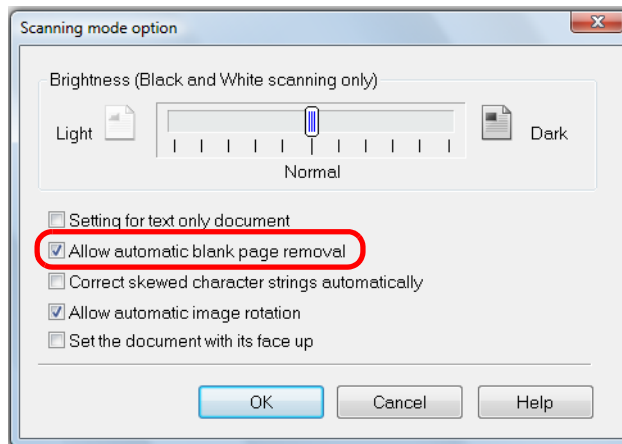 Scanning mode option
Brightness (Black and White scanning only)
Light Dark
Normal
Setting for text only document
Allow automatic blank page removal
Correct skewed character strings automatically
Allow automatic image rotation
Set the document with its face up
OK Cancel Help